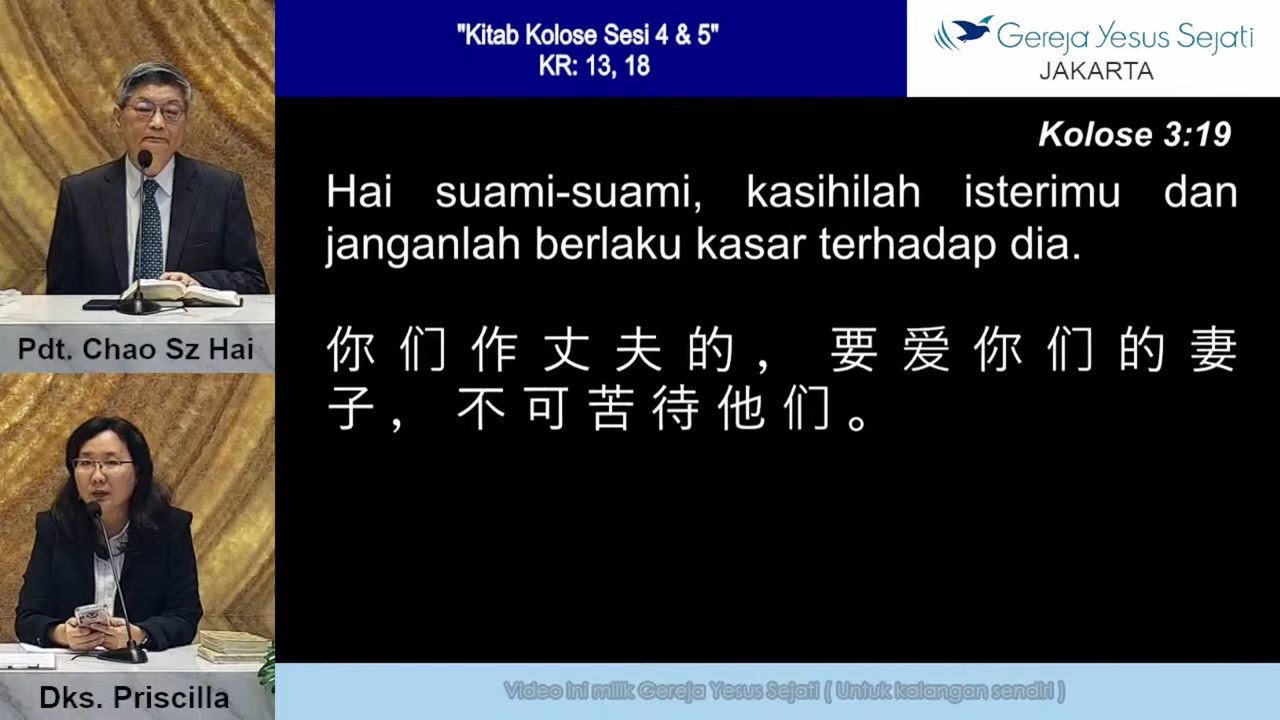 "Kitab Kolose Sesi 4 & 5"
KR: 13, 18
Gereja Yesus Sejati
JAKARTA
Kolose 3:19
Hai suami-suami, kasihilah isterimu dan
janganlah berlaku kasar terhadap dia.
你们作丈夫的，要爱你们的妻
子，不可苦待他们。
Pdt. Chao Sz Hai
Dks. Priscilla
Video ini milik Gereja Yesus Sejati ( Untuk kalangan sendiri )